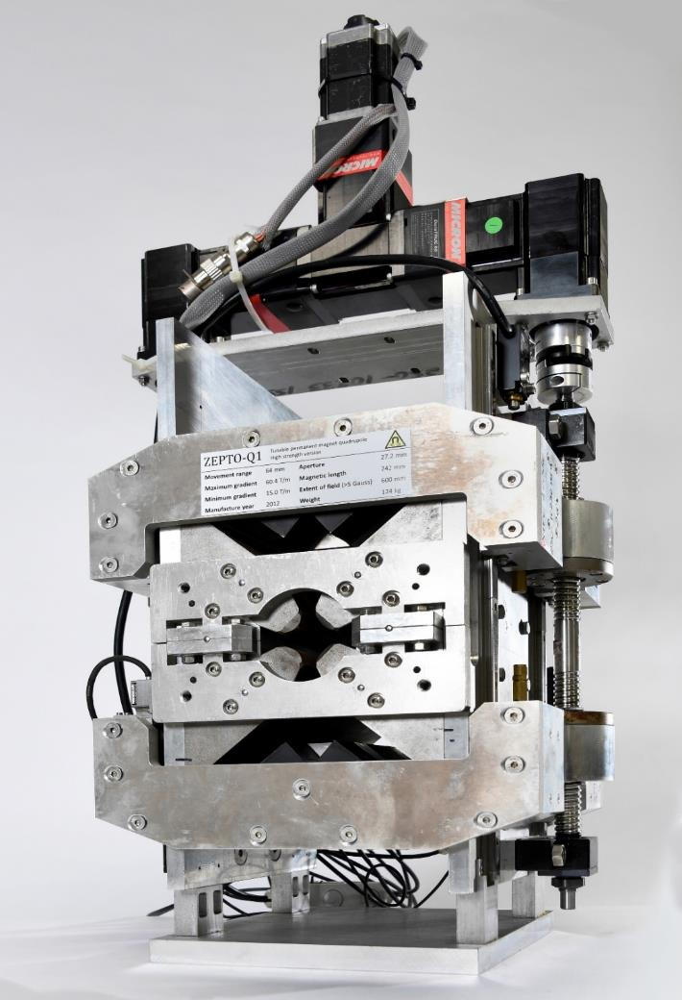 MICRON
MICRON
ZEPTO-Q1 Tunable permanent magnet quadrupole
High strength version
Movement range 64 mm Aperture 27.2 mm
Maximum gradient 60.4 T/m Magnetic length 242 mm
Minimum gradient 15.0 T/m Extent of field (>5 Gauss) 600 mm
Manufacture year 2012 Weight 124 kg